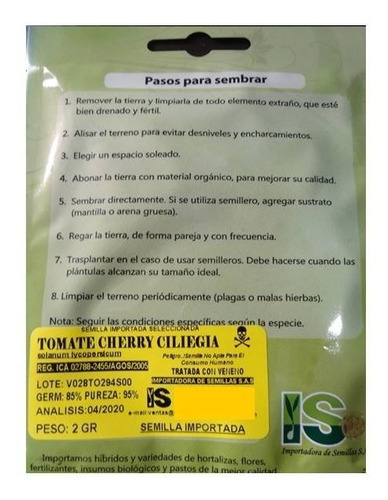 Pasos para sembrar
1. Remover la tierra y limpiarla de todo elemento extraño, que esté
bien drenado y fértil.
2. Alisar el terreno para evitar desniveles y encharcamientos.
3. Elegir un espacio soleado.
4. Abonar la tierra con material orgánico, para mejorar su calidad.
5. Sembrar directamente. Si se utiliza semillero, agregar sustrato
(mantilla o arena gruesa).
6. Regar la tierra, de forma pareja y con frecuencia.
7. Trasplantar en el caso de usar semilleros. Debe hacerse cuando las
plántulas alcanzan su tamaño ideal.
8. Limpiar el terreno periódicamente (plagas o malas hierbas).
Nota: Seguir las condiciones específicas según la especie.
SEMILLA IMPORTADA SELECCIONADA
TOMATE CHERRY CILIEGIA
solanum lycopersicum
Peligro./Semilla No Apta Para El
Consumo Humano
REG. ICA 02788-2455/AGOS/2005
TRATADA CON VENENO
LOTE: V028TO294S00
IMPORTADORA DE SEMILLAS S.A.S
GERM: 85% PUREZA: 95%
IS
ANALISIS: 04/2020
e-mail:ventas@
PESO: 2 GR
SEMILLA IMPORTADA
IS
Importadora de Semillas S.
Importamos híbridos y variedades de hortalizas, flores,
fertilizantes, insumos biológicos y pastos de la mejor calidad